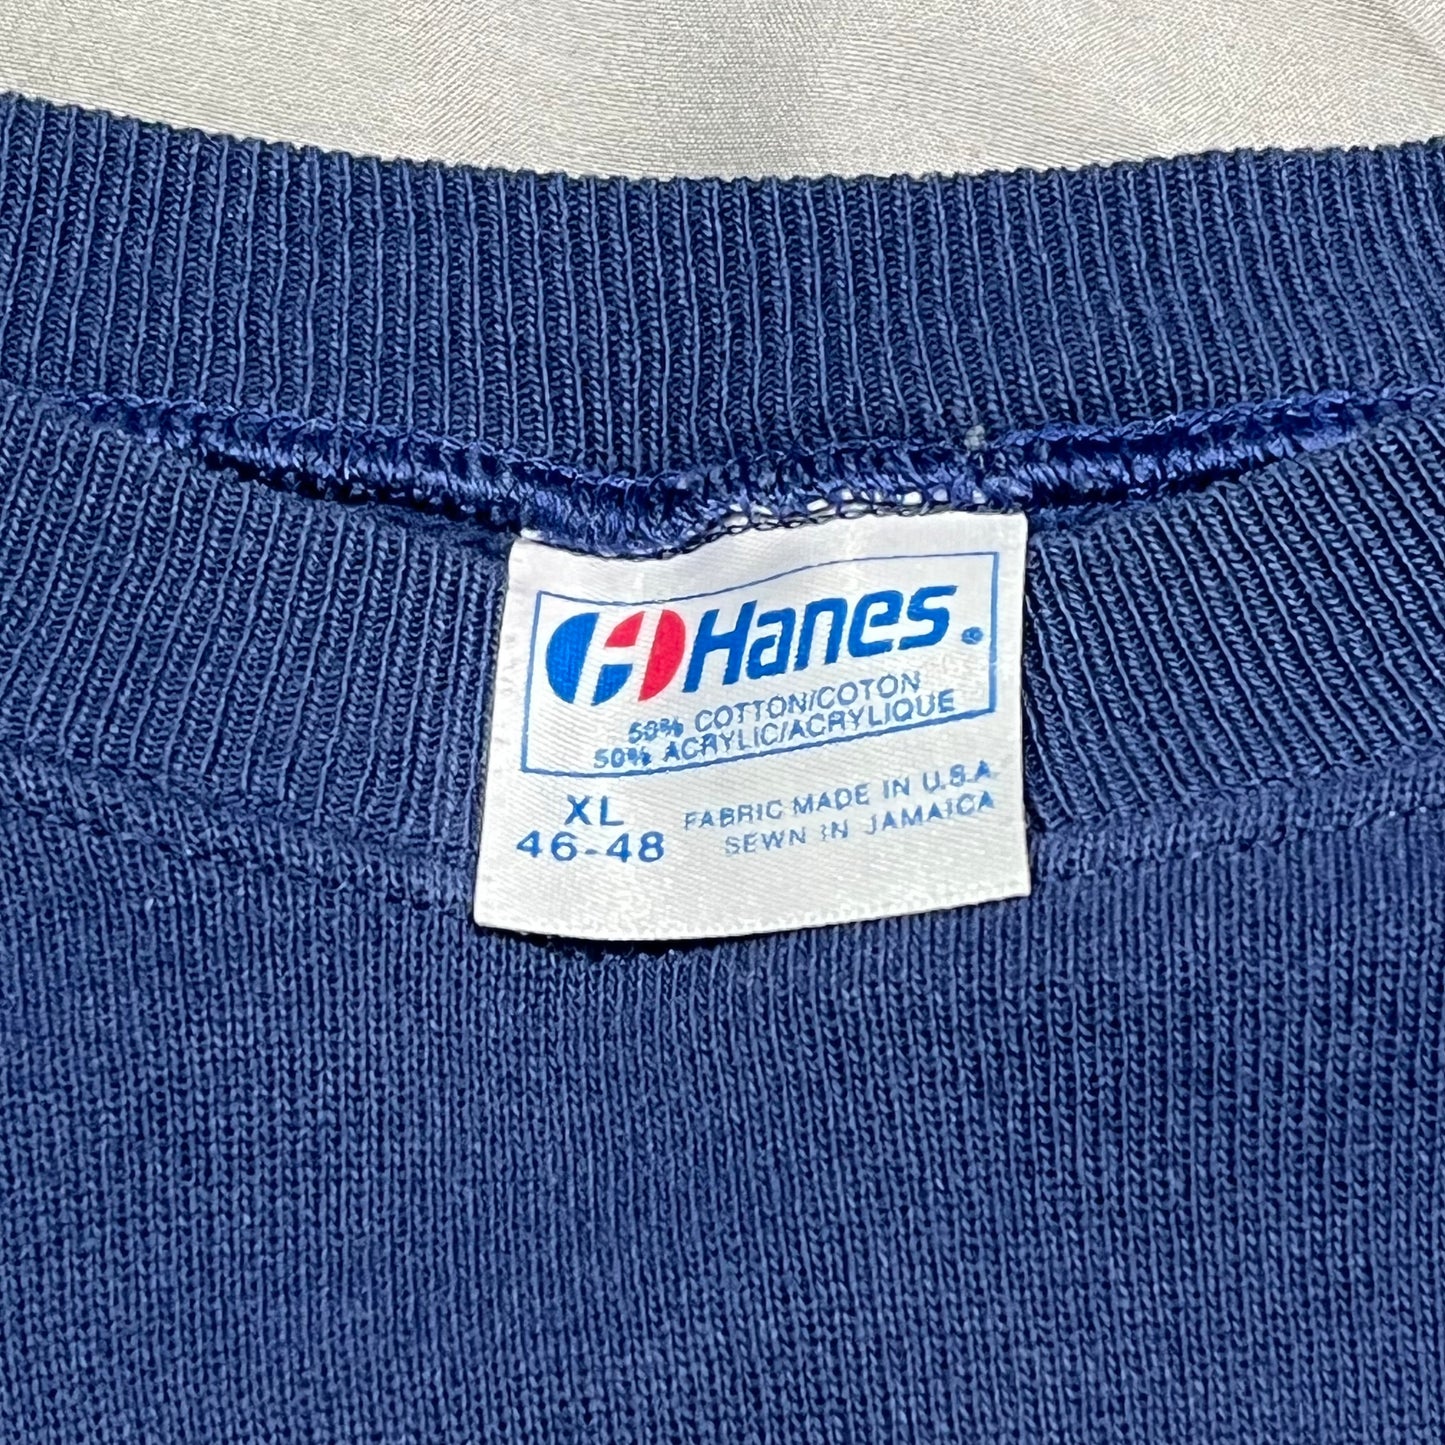 Hanes®
50% COTTON/COTON
50% ACRYLIC/ACRYLIQUE
XL
46-48
FABRIC MADE IN U.S.A.
SEWN IN JAMAICA